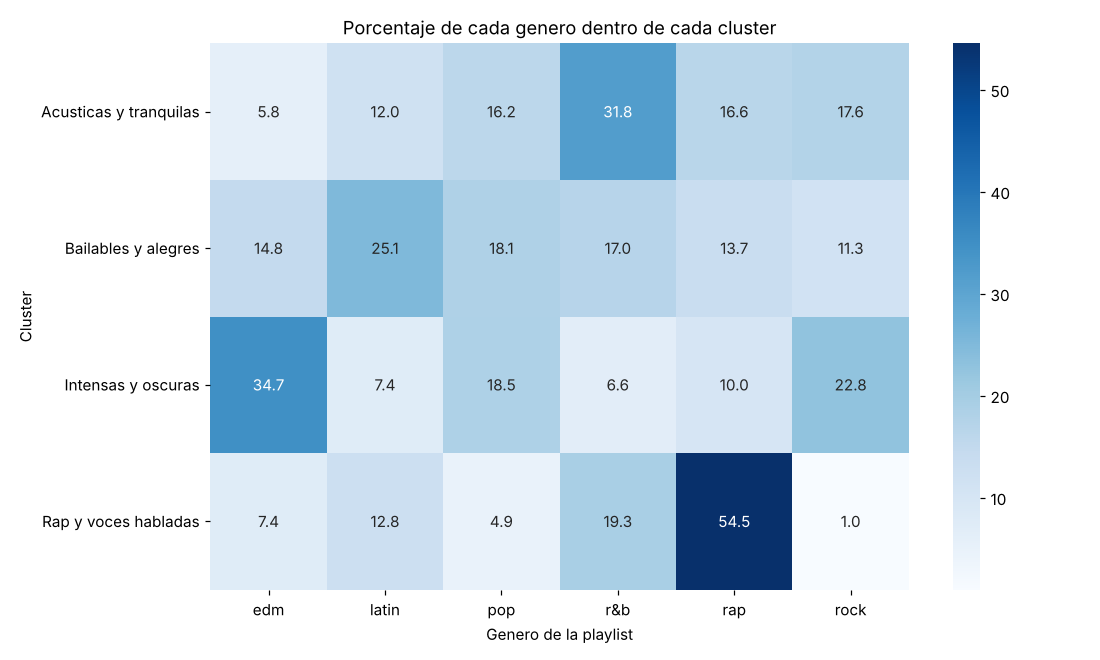 Porcentaje de cada genero dentro de cada cluster
Acusticas y tranquilas 5.8 12.0 16.2 31.8 16.6 17.6
Bailables y alegres 14.8 25.1 18.1 17.0 13.7 11.3
Intensas y oscuras 34.7 7.4 18.5 6.6 10.0 22.8
Rap y voces habladas 7.4 12.8 4.9 19.3 54.5 1.0
edm latin pop r&b rap rock
Genero de la playlist
Cluster
50
40
30
20
10